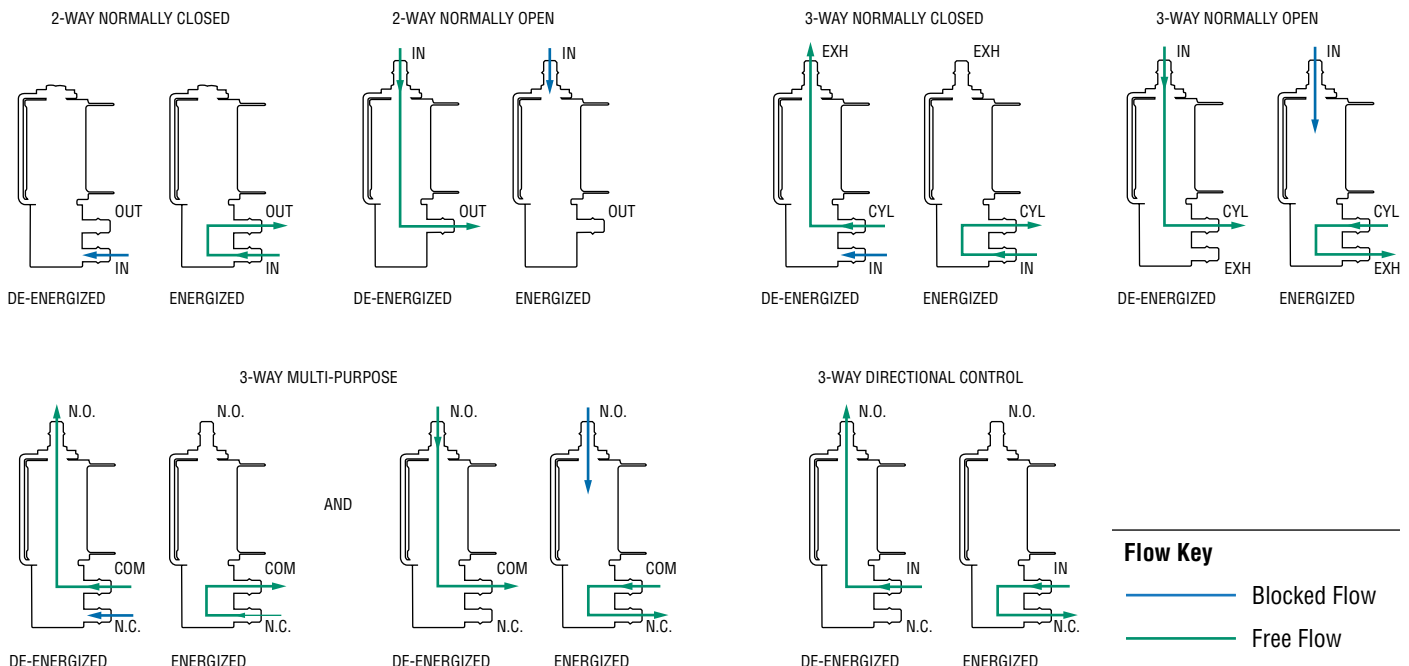 2-WAY NORMALLY CLOSED
2-WAY NORMALLY OPEN
3-WAY NORMALLY CLOSED
3-WAY NORMALLY OPEN
IN
IN
EXH
EXH
IN
IN
OUT
OUT
OUT
OUT
CYL
CYL
CYL
CYL
IN
IN
IN
IN
EXH
EXH
DE-ENERGIZED
ENERGIZED
DE-ENERGIZED
ENERGIZED
DE-ENERGIZED
ENERGIZED
DE-ENERGIZED
ENERGIZED
3-WAY MULTI-PURPOSE
3-WAY DIRECTIONAL CONTROL
N.O.
N.O.
N.O.
N.O.
N.O.
N.O.
AND
COM
COM
COM
COM
IN
IN
N.C.
N.C.
N.C.
N.C.
N.C.
N.C.
DE-ENERGIZED
ENERGIZED
DE-ENERGIZED
ENERGIZED
DE-ENERGIZED
ENERGIZED
Flow Key
Blocked Flow
Free Flow